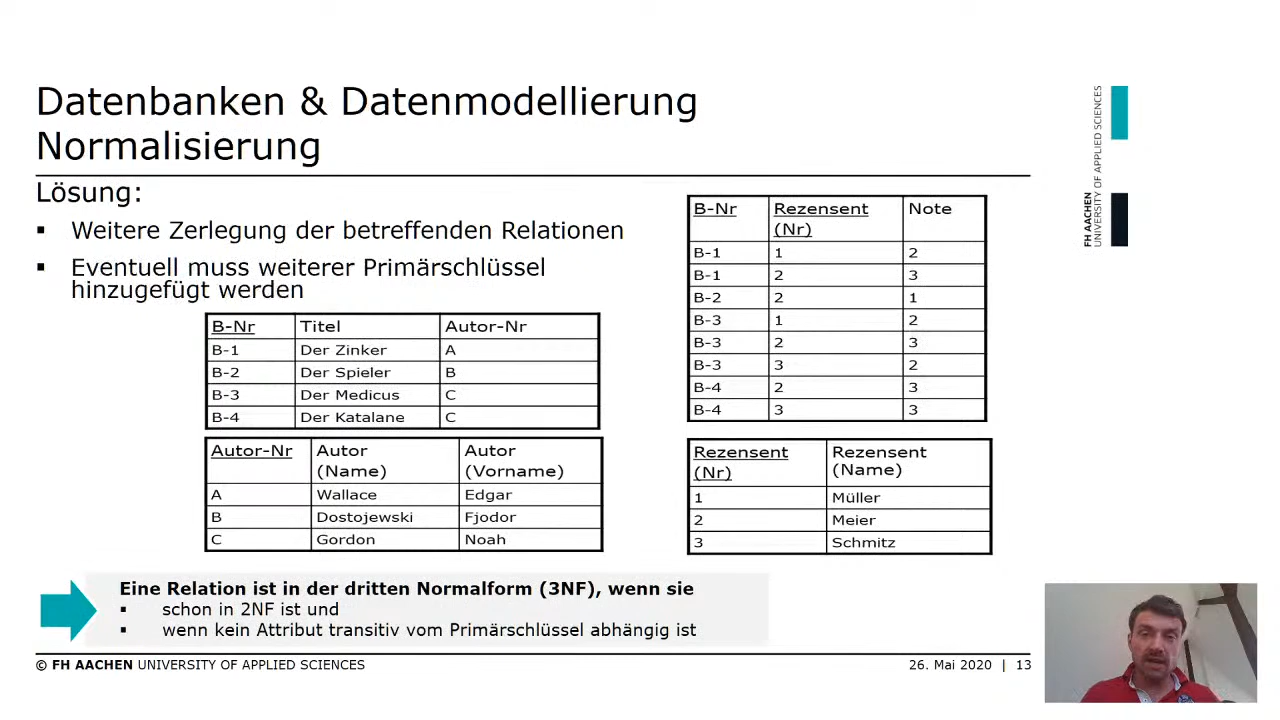 Datenbanken & Datenmodellierung
Normalisierung
Lösung:
▪ Weitere Zerlegung der betreffenden Relationen
▪ Eventuell muss weiterer Primärschlüssel
hinzugefügt werden
B-Nr Titel Autor-Nr
B-1 Der Zinker A
B-2 Der Spieler B
B-3 Der Medicus C
B-4 Der Katalane C
Autor-Nr Autor Autor
(Name) (Vorname)
A Wallace Edgar
B Dostojewski Fjodor
C Gordon Noah
B-Nr Rezensent Note
(Nr)
B-1 1 2
B-1 2 3
B-2 2 1
B-3 1 2
B-3 2 3
B-3 3 2
B-4 2 3
B-4 3 3
Rezensent Rezensent
(Nr) (Name)
1 Müller
2 Meier
3 Schmitz
Eine Relation ist in der dritten Normalform (3NF), wenn sie
▪ schon in 2NF ist und
▪ wenn kein Attribut transitiv vom Primärschlüssel abhängig ist
© FH AACHEN UNIVERSITY OF APPLIED SCIENCES
26. Mai 2020 | 13
FH AACHEN
UNIVERSITY OF APPLIED SCIENCES